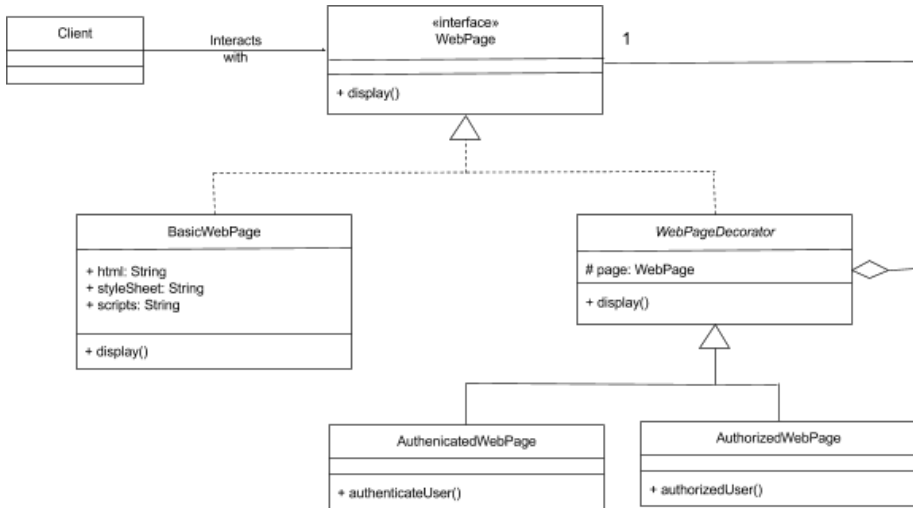 Client
Interacts
with
«interface»
WebPage
+ display()
1
BasicWebPage
+ html: String
+ styleSheet: String
+ scripts: String
+ display()
WebPageDecorator
# page: WebPage
+ display()
AuthenicatedWebPage
+ authenticateUser()
AuthorizedWebPage
+ authorizedUser()